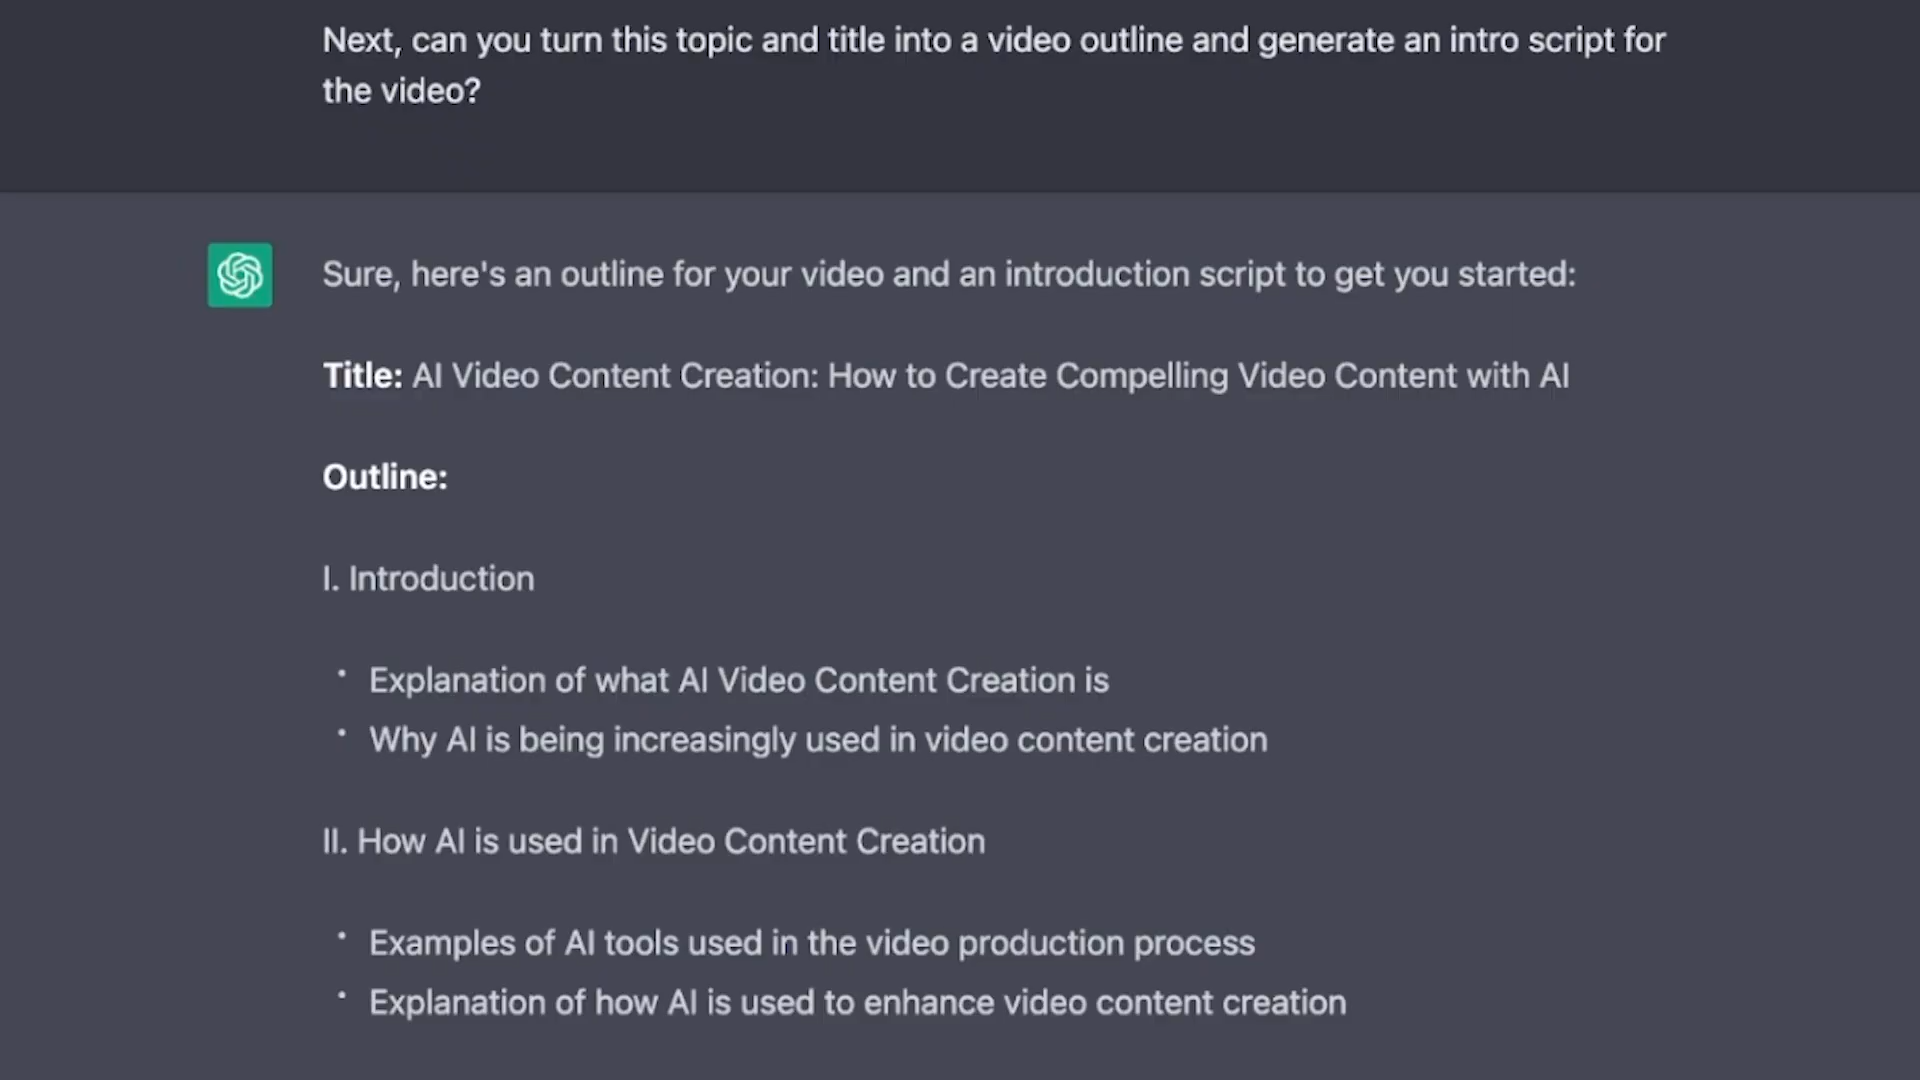 Next, can you turn this topic and title into a video outline and generate an intro script for
the video?
Sure, here's an outline for your video and an introduction script to get you started:
Title: AI Video Content Creation: How to Create Compelling Video Content with AI
Outline:
I. Introduction
• Explanation of what AI Video Content Creation is
• Why AI is being increasingly used in video content creation
II. How AI is used in Video Content Creation
• Examples of AI tools used in the video production process
• Explanation of how AI is used to enhance video content creation